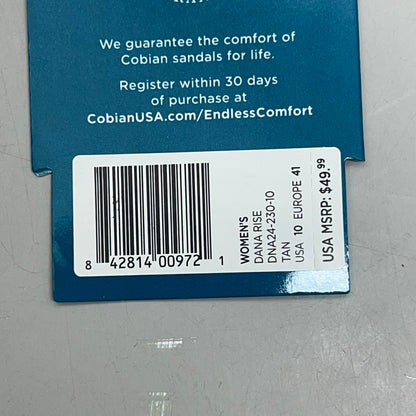 We guarantee the comfort of
Cobian sandals for life.
Register within 30 days
of purchase at
CobianUSA.com/EndlessComfort
8 42814 00972 1
WOMEN'S
DANA RISE
DNA24-230-10
TAN
USA 10 EUROPE 41
USA MSRP: $49.99